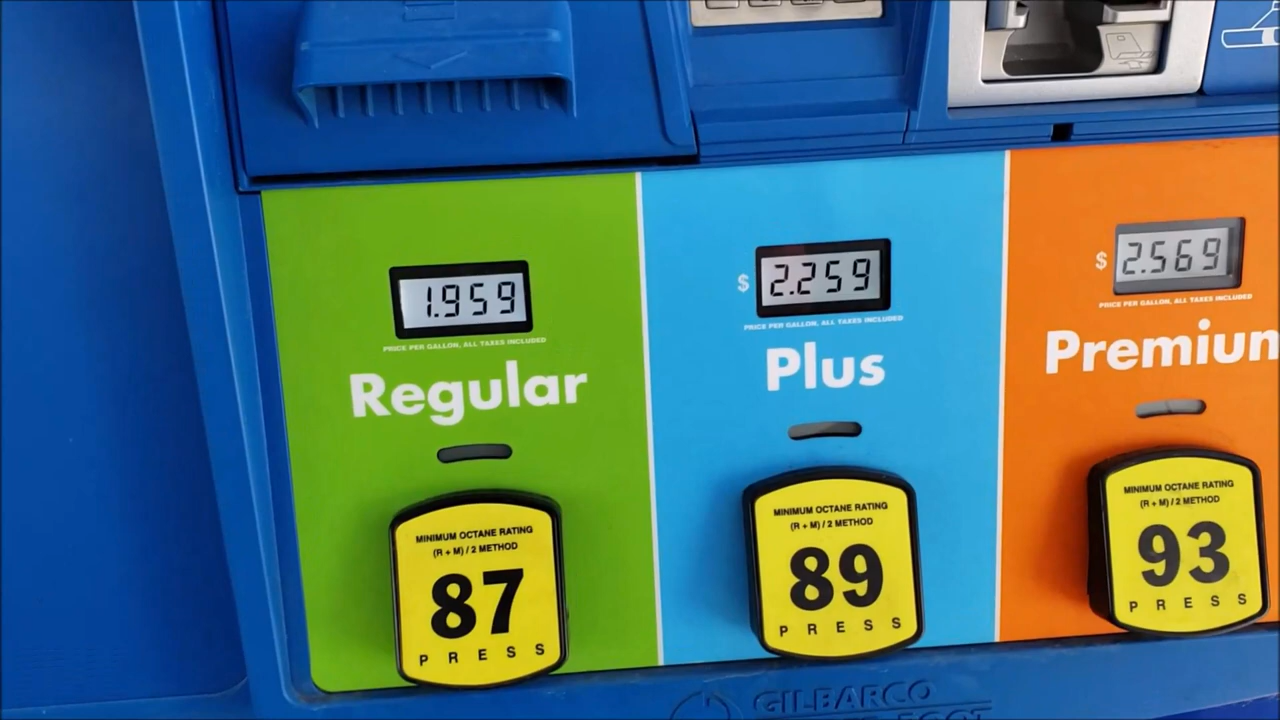 1.959
PRICE PER GALLON, ALL TAXES INCLUDED
Regular
MINIMUM OCTANE RATING
(R + M) / 2 METHOD
87
PRESS
$ 2.259
PRICE PER GALLON, ALL TAXES INCLUDED
Plus
MINIMUM OCTANE RATING
(R + M) / 2 METHOD
89
PRESS
$ 2.569
PRICE PER GALLON, ALL TAXES INCLUDED
Premium
MINIMUM OCTANE RATING
(R + M) / 2 METHOD
93
PRESS
GILBARCO